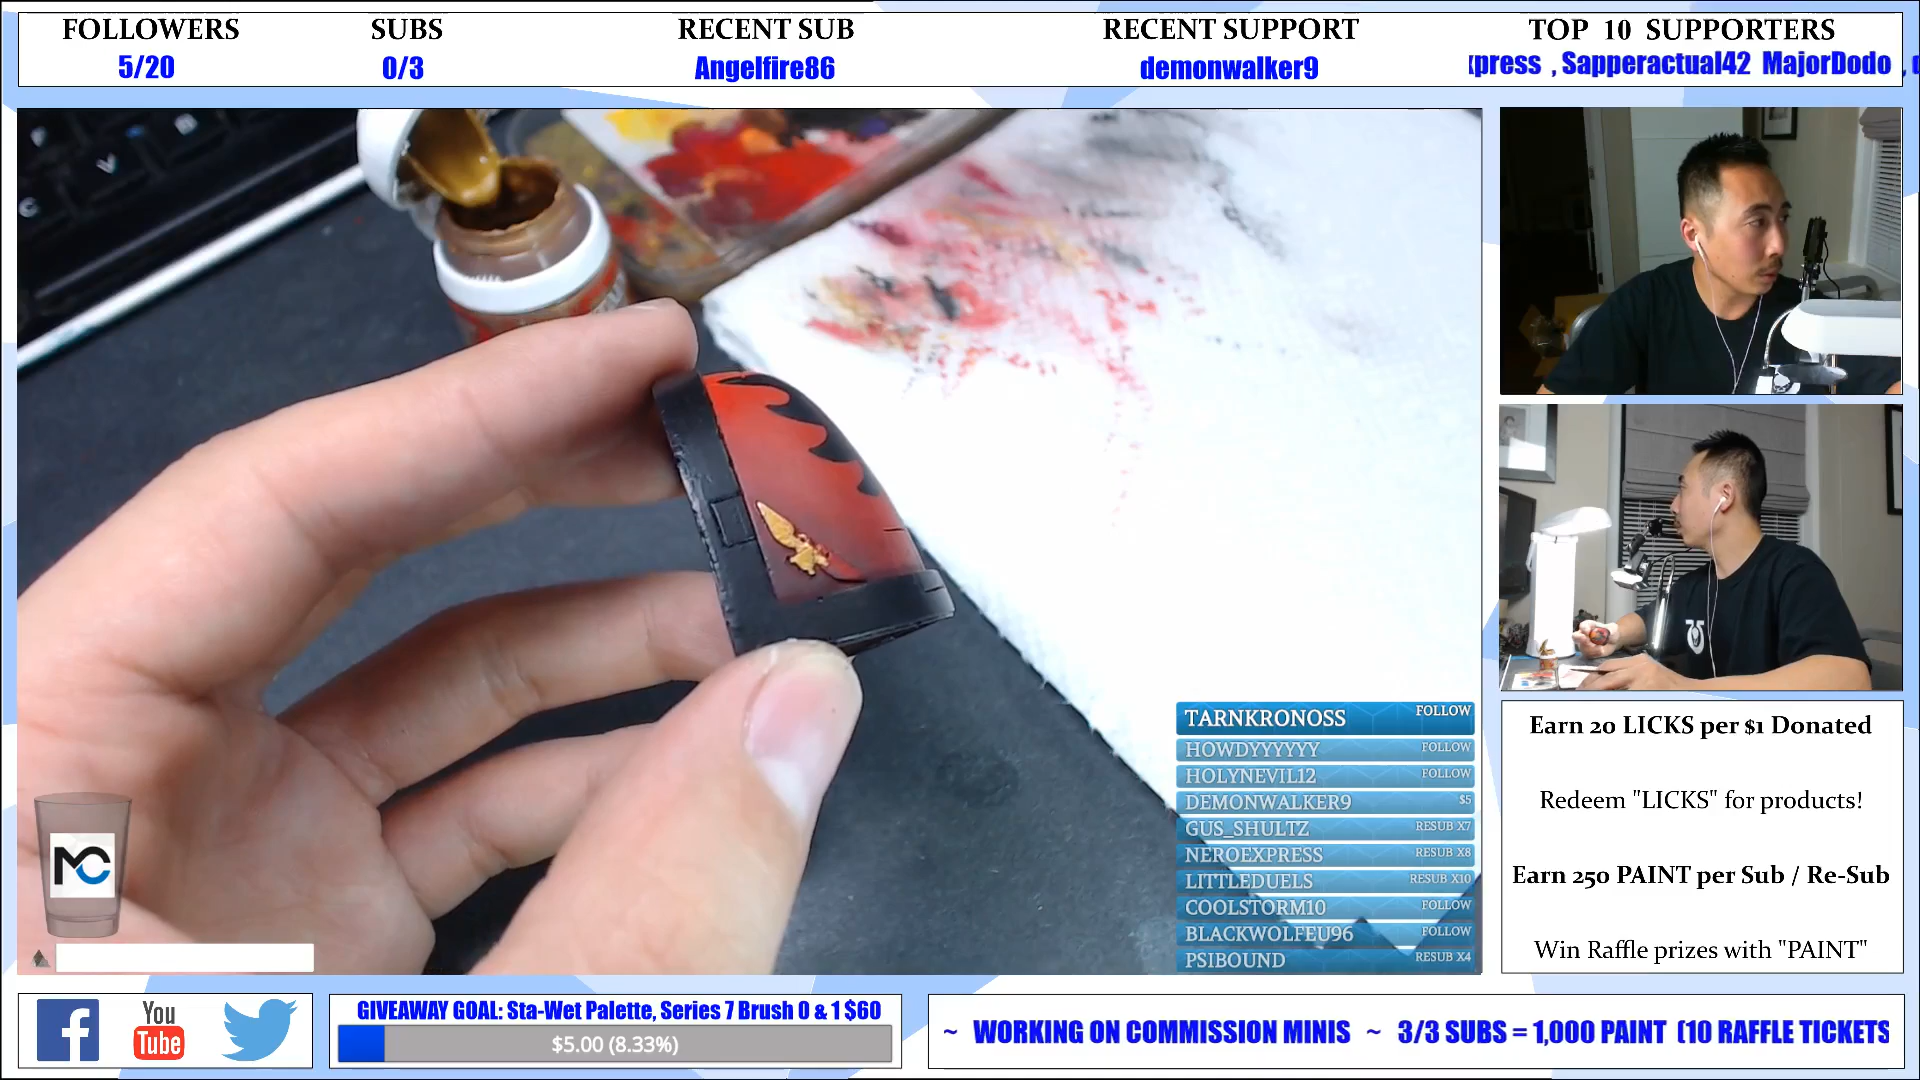 FOLLOWERS
5/20
SUBS
0/3
RECENT SUB
Angelfire86
RECENT SUPPORT
demonwalker9
TOP 10 SUPPORTERS
press , Sapperactual42 MajorDodo ,
F
V
B
C
TARNKRONOSS FOLLOW
HOWDYYYYYY FOLLOW
HOLYNEVIL12 FOLLOW
DEMONWALKER9 $5
GUS_SHULTZ RESUB X7
NEROEXPRESS RESUB X8
LITTLEDUELS RESUB X10
COOLSTORM10 FOLLOW
BLACKWOLFEU96 FOLLOW
PSIBOUND RESUB X4
MC
Earn 20 LICKS per $1 Donated
Redeem "LICKS" for products!
Earn 250 PAINT per Sub / Re-Sub
Win Raffle prizes with "PAINT"
f
You
Tube
GIVEAWAY GOAL: Sta-Wet Palette, Series 7 Brush 0 & 1 $60
$5.00 (8.33%)
~ WORKING ON COMMISSION MINIS ~ 3/3 SUBS = 1,000 PAINT (10 RAFFLE TICKETS